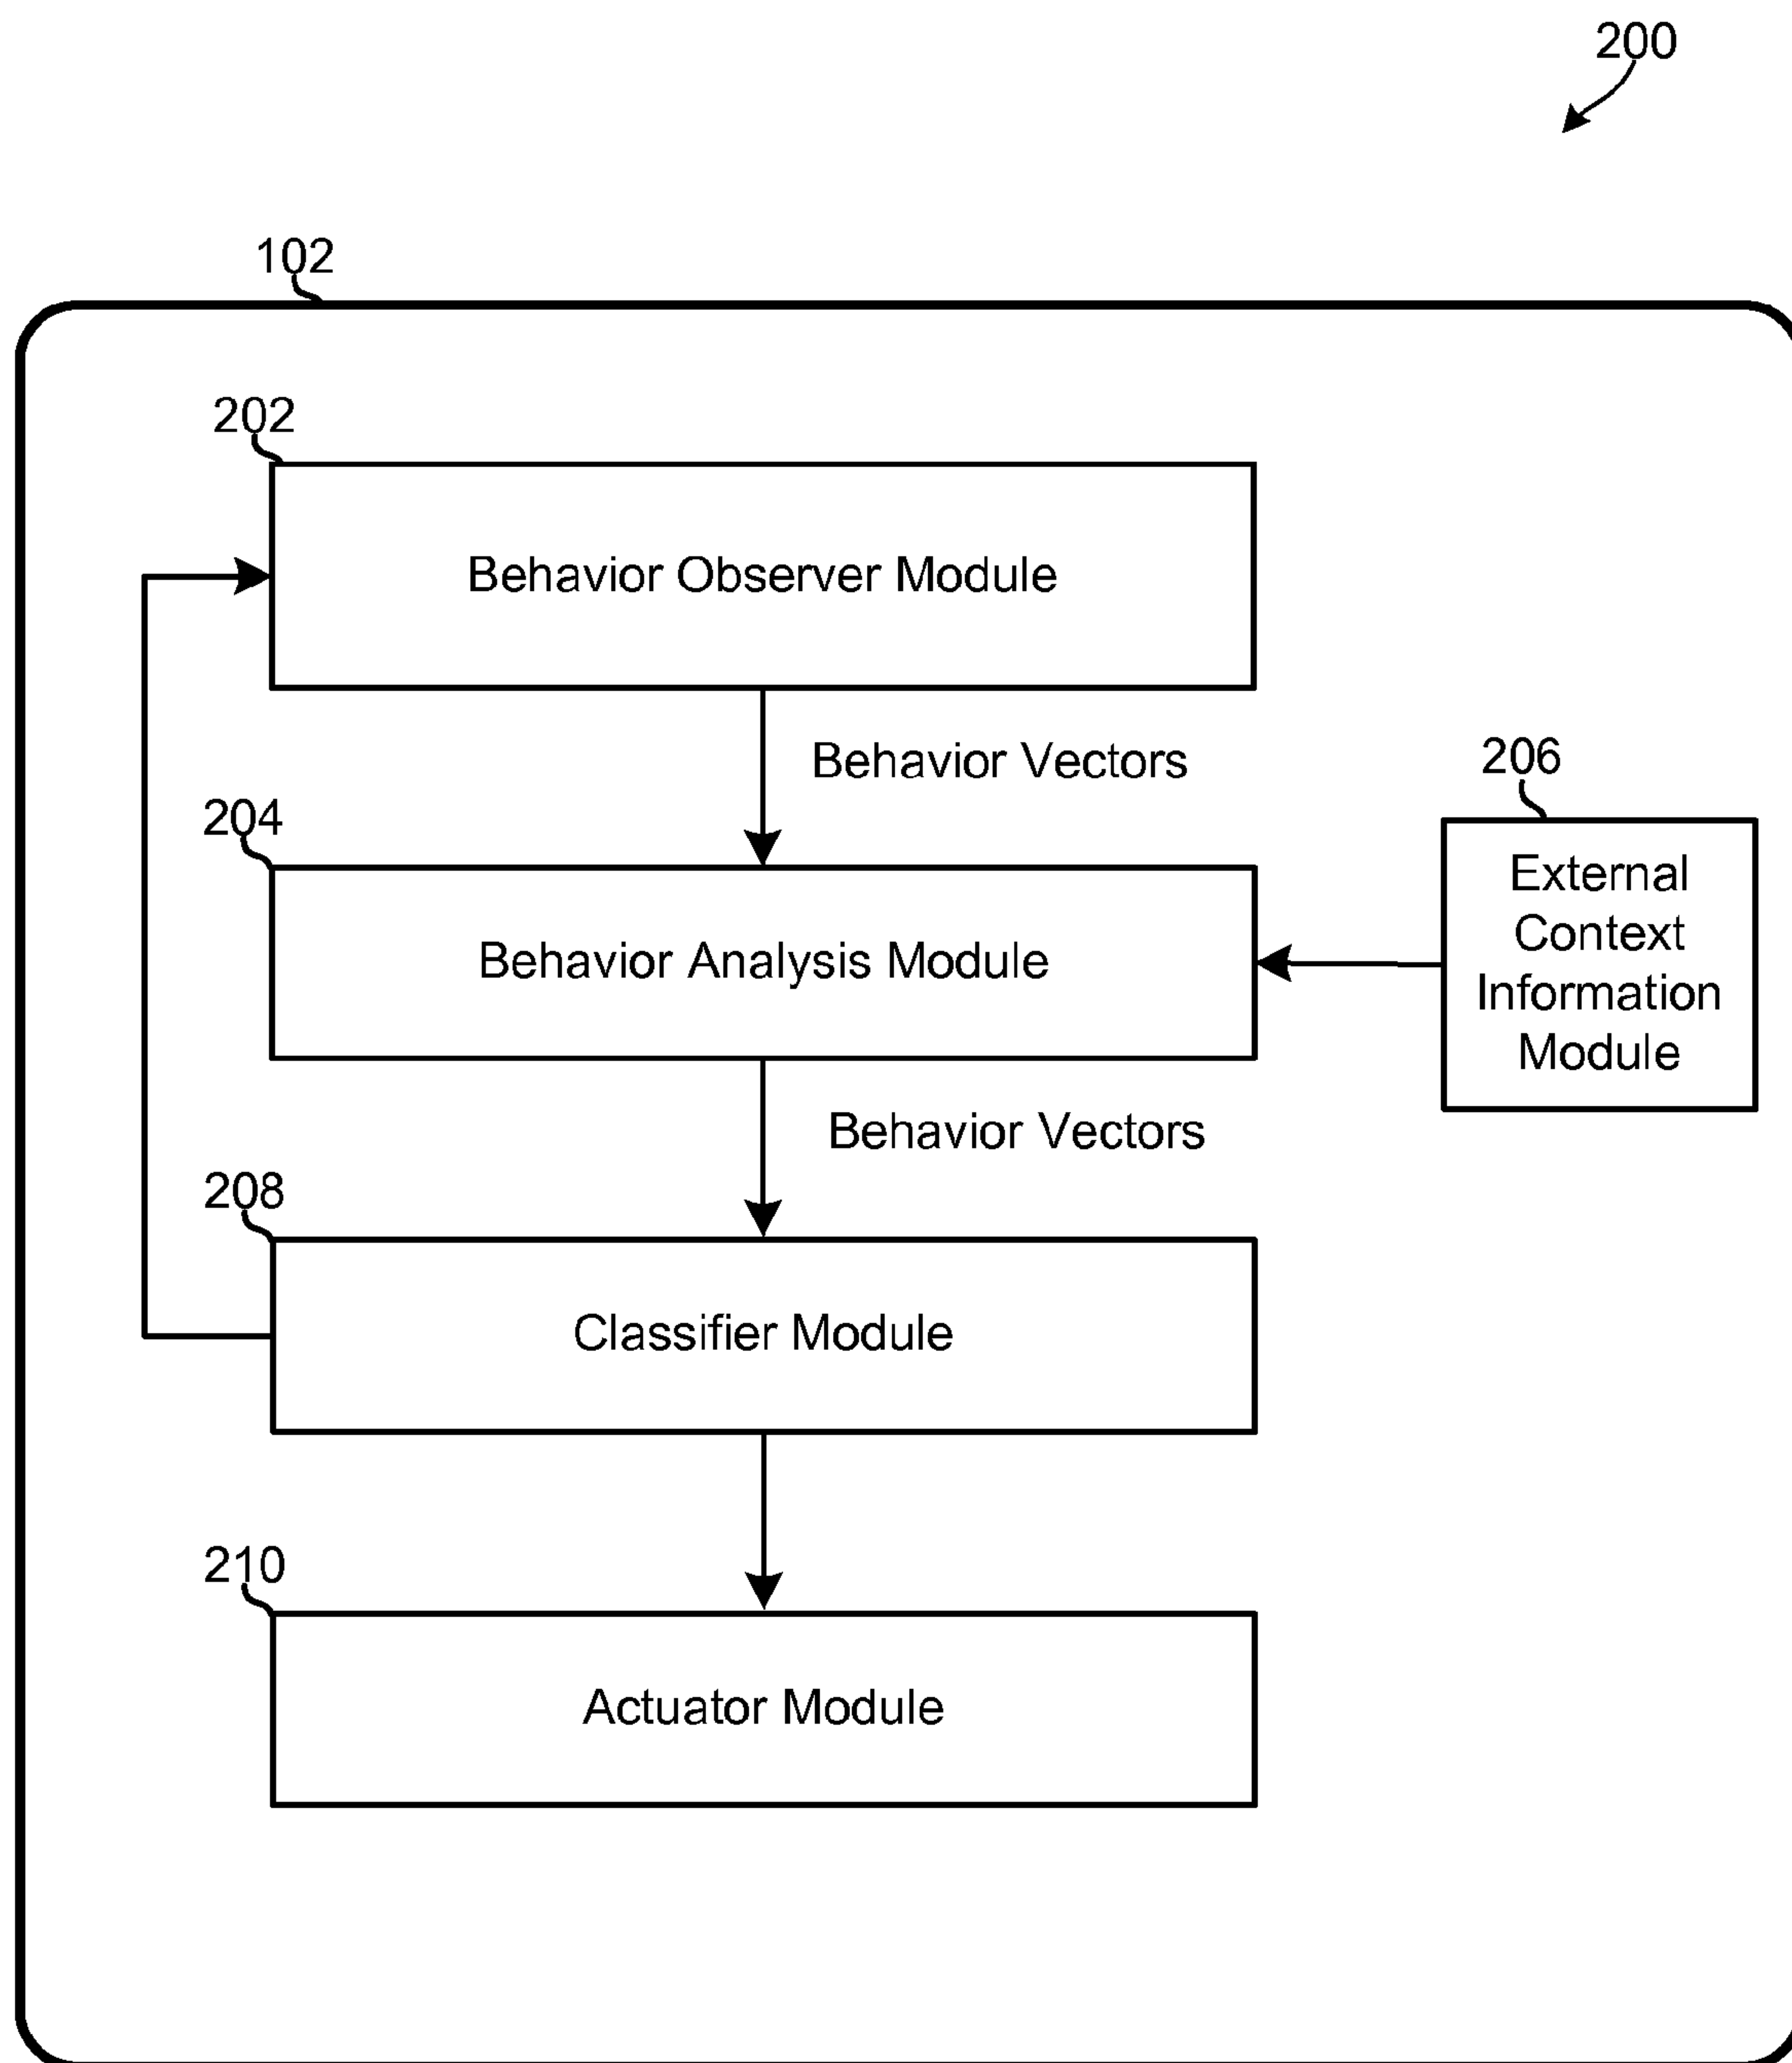 200
102
202
Behavior Observer Module
Behavior Vectors
206
204
External
Context
Information
Module
Behavior Analysis Module
Behavior Vectors
208
Classifier Module
210
Actuator Module